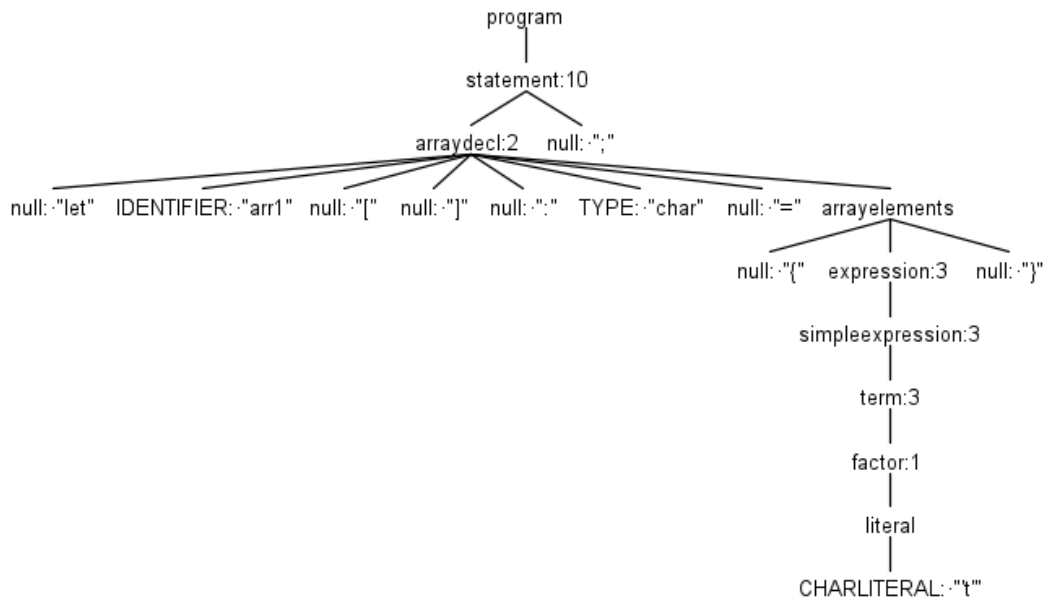 program
statement:10
arraydecl:2 null:·";"
null:·"let" IDENTIFIER:·"arr1" null:·"[" null:·"]" null:·":" TYPE:·"char" null:·"=" arrayelements
null:·"{" expression:3 null:·"}"
simpleexpression:3
term:3
factor:1
literal
CHARLITERAL:·"'t'"